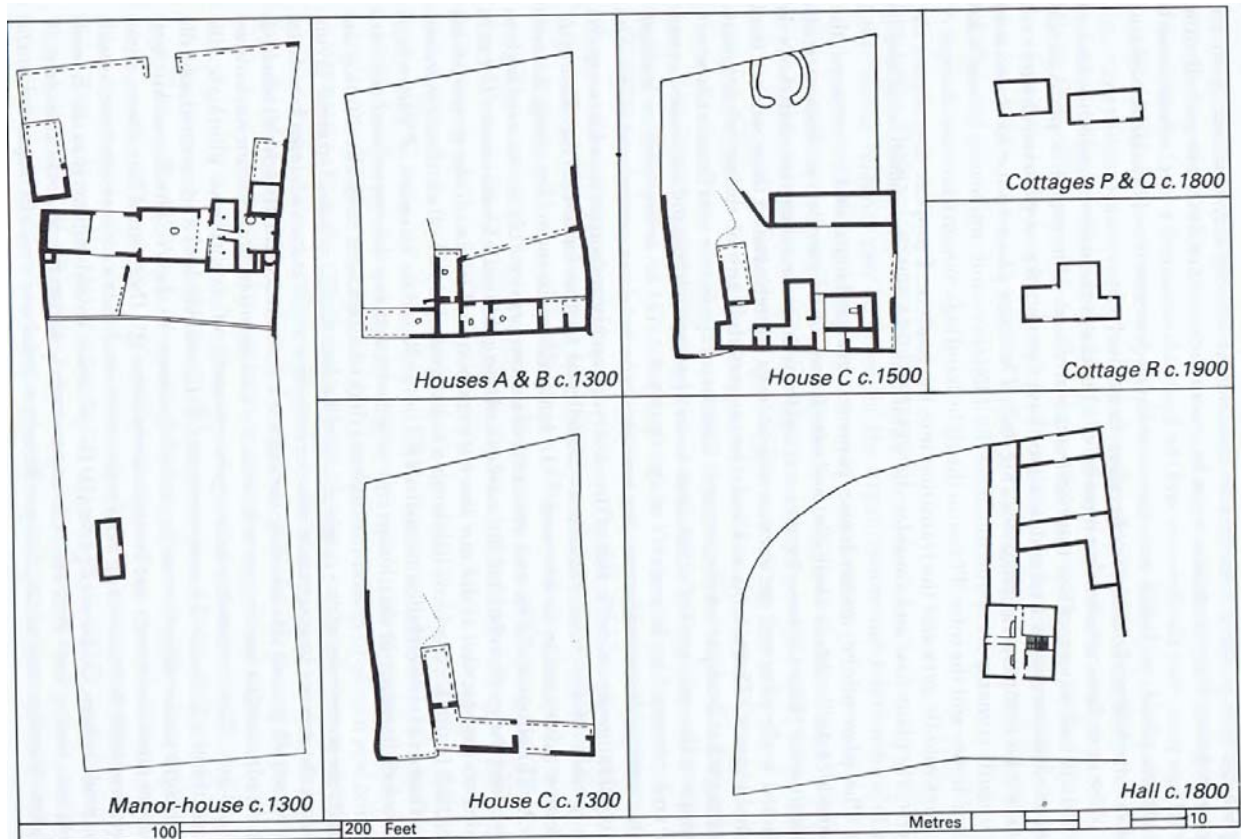 Manor-house c.1300
Houses A & B c.1300
House C c.1500
Cottages P & Q c.1800
Cottage R c.1900
House C c.1300
Hall c.1800
100 200 Feet
Metres 10